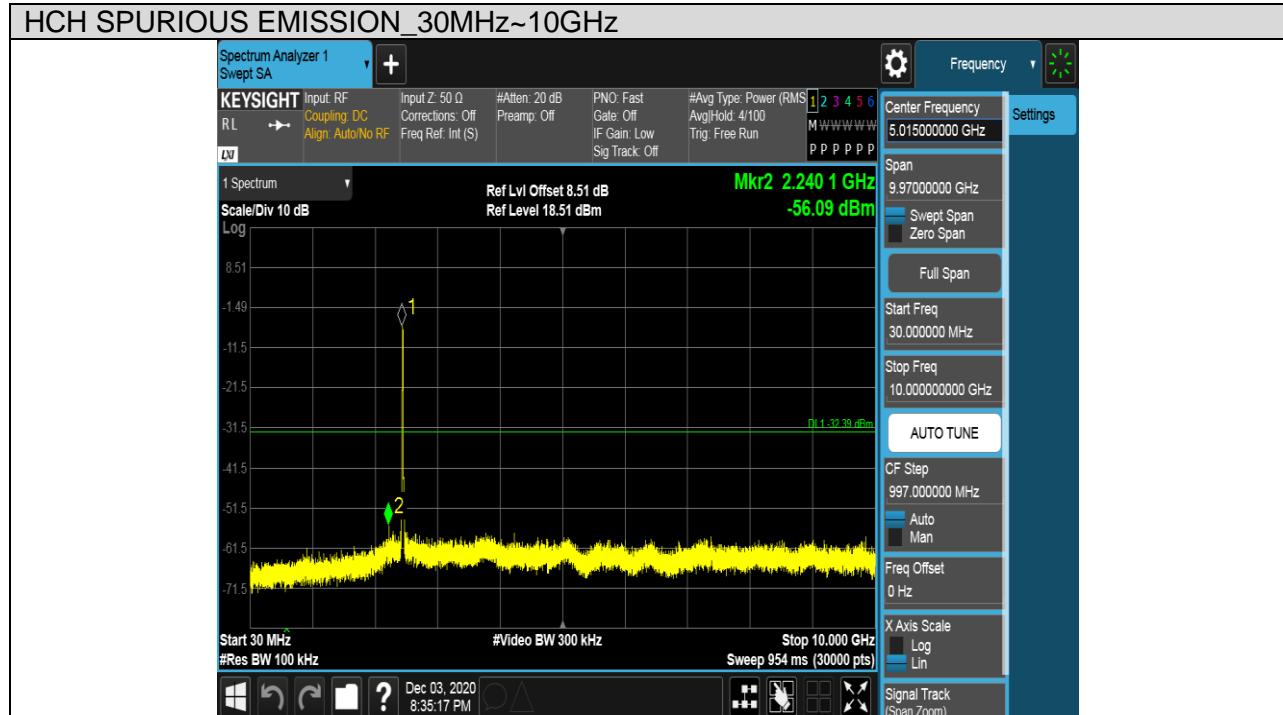 HCH SPURIOUS EMISSION_30MHz~10GHz
Spectrum Analyzer 1
Swept SA
+
Frequency
KEYSIGHT
RL
LXI
Input: RF
Coupling: DC
Align: Auto/No RF
Input Z: 50 Ω
Corrections: Off
Freq Ref: Int (S)
#Atten: 20 dB
Preamp: Off
PNO: Fast
Gate: Off
IF Gain: Low
Sig Track: Off
#Avg Type: Power (RMS
Avg|Hold: 4/100
Trig: Free Run
1 2 3 4 5 6
M W W W W W
P P P P P P
1 Spectrum
Scale/Div 10 dB
Log
Ref Lvl Offset 8.51 dB
Ref Level 18.51 dBm
Mkr2 2.240 1 GHz
-56.09 dBm
8.51
-1.49
-11.5
-21.5
-31.5
-41.5
-51.5
-61.5
-71.5
1
2
DL1 -32.39 dBm
Start 30 MHz
#Res BW 100 kHz
#Video BW 300 kHz
Stop 10.000 GHz
Sweep 954 ms (30000 pts)
Center Frequency
5.015000000 GHz
Settings
Span
9.97000000 GHz
Swept Span
Zero Span
Full Span
Start Freq
30.000000 MHz
Stop Freq
10.000000000 GHz
AUTO TUNE
CF Step
997.000000 MHz
Auto
Man
Freq Offset
0 Hz
X Axis Scale
Log
Lin
Signal Track
(Span Zoom)
?
Dec 03, 2020
8:35:17 PM